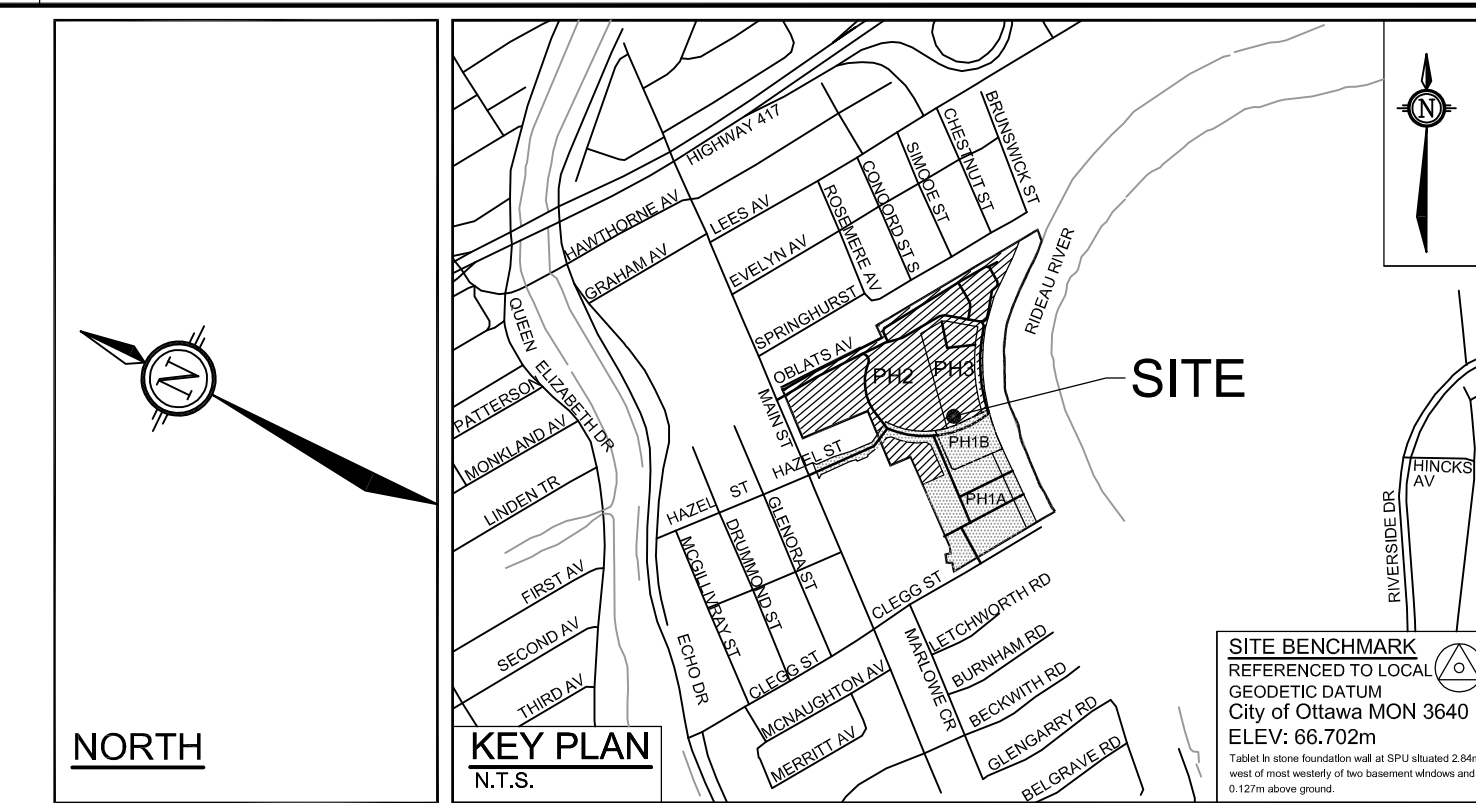 N
NORTH
HIGHWAY 417
HAWTHORNE AV
GRAHAM AV
LEES AV
EVELYN AV
SPRINGHURST
OBLATS AV
ROSEMERE AV
CONCORD ST S
SIMCOE ST
CHESTNUT ST
BRUNSWICK ST
RIDEAU RIVER
QUEEN ELIZABETH DR
PATTERSON
MONKLAND AV
LINDEN TR
MAIN ST
PH2
PH3
SITE
PH1B
PH1A
HAZEL ST
HAZEL ST
GLENORA ST
DRUMMOND ST
MCGILLIVRAY ST
FIRST AV
SECOND AV
THIRD AV
ECHO DR
CLEGG ST
CLEGG ST
MCNAUGHTON AV
MERRITT AV
MARLOWE CR
LETCHWORTH RD
BURNHAM RD
BECKWITH RD
GLENGARRY RD
BELGRAVE RD
KEY PLAN
N.T.S.
N
HINCKS
AV
RIVERSIDE DR
SITE BENCHMARK
REFERENCED TO LOCAL
GEODETIC DATUM
City of Ottawa MON 3640
ELEV: 66.702m
Tablet in stone foundation wall at SPU situated 2.84m
west of most westerly of two basement windows and
0.127m above ground.